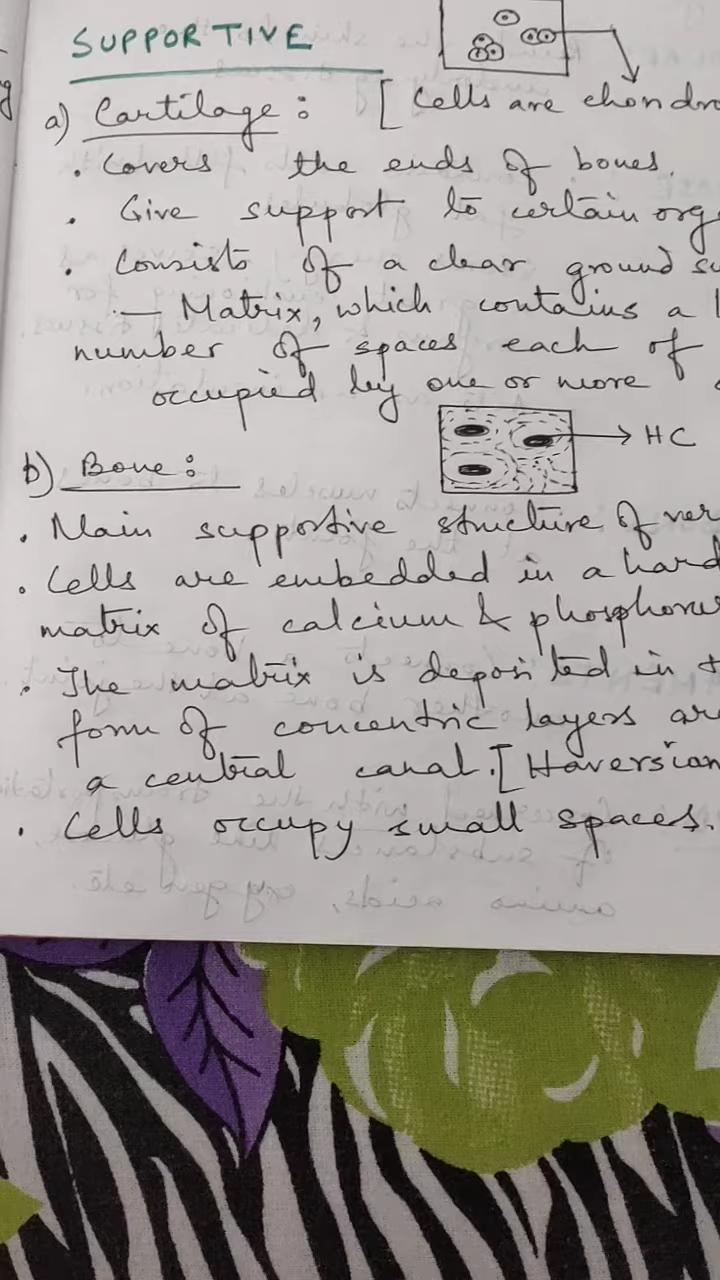 SUPPORTIVE
a) Cartilage : [ Cells are chondr
. Covers the ends of bones.
. Give support to certain org
. Consists of a clear ground su
— Matrix, which contains a l
number of spaces each of
occupied by one or more
b) Bone :
HC
. Main supportive structure of ver
. Cells are embedded in a hard
matrix of calcium & phosphorus
. The matrix is deposited in t
form of concentric layers ar
a central canal. [ Haversian
. Cells occupy small spaces.